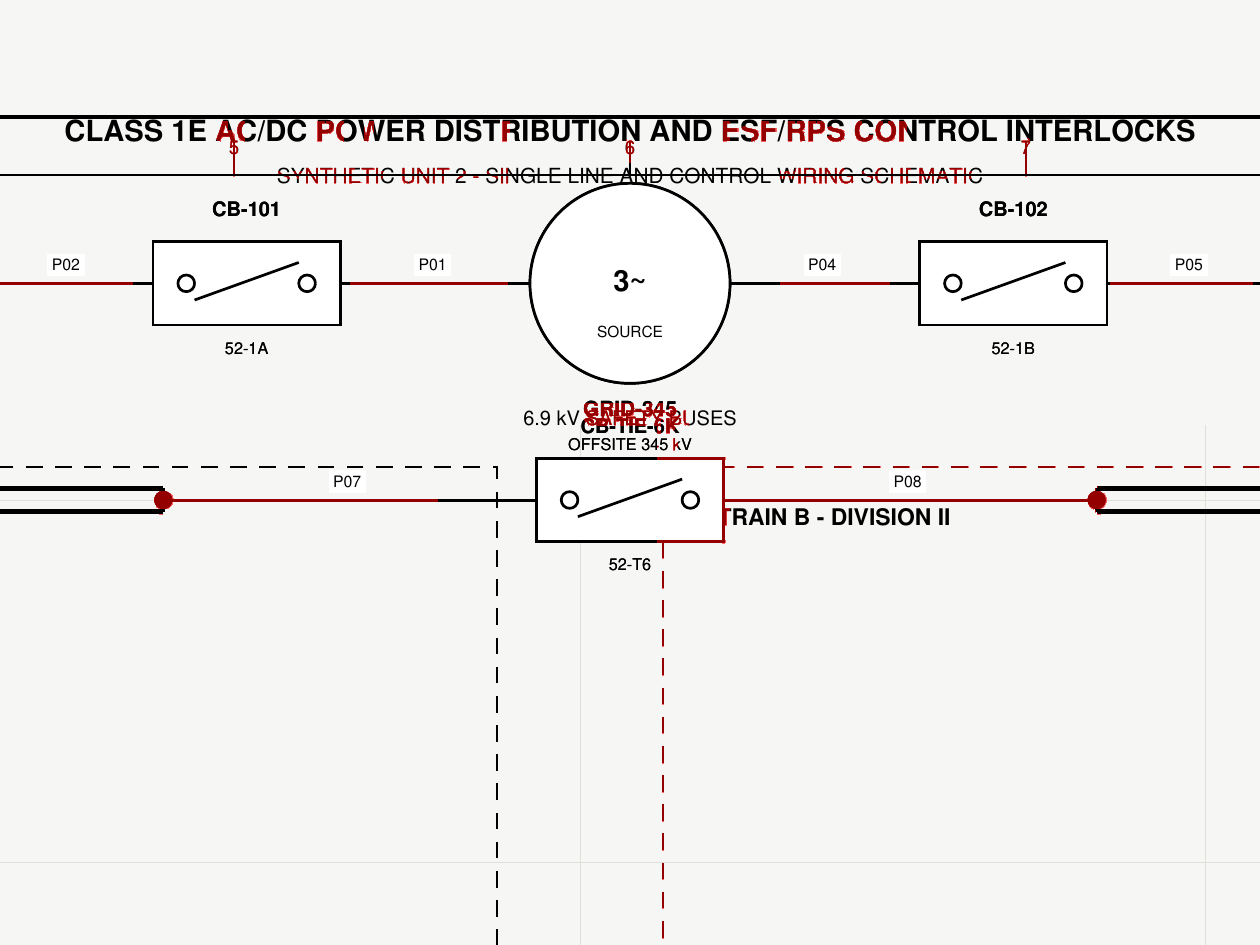 CLASS 1E AC/DC POWER DISTRIBUTION AND ESF/RPS CONTROL INTERLOCKS
5 6 7
SYNTHETIC UNIT 2 - SINGLE LINE AND CONTROL WIRING SCHEMATIC
CB-101
CB-102
P02
P01
P04
P05
3~
SOURCE
52-1A
52-1B
GRID-345
6.9 kV SAFETY BUSES
CB-TIE-6K
OFFSITE 345 kV
P07
P08
TRAIN B - DIVISION II
52-T6